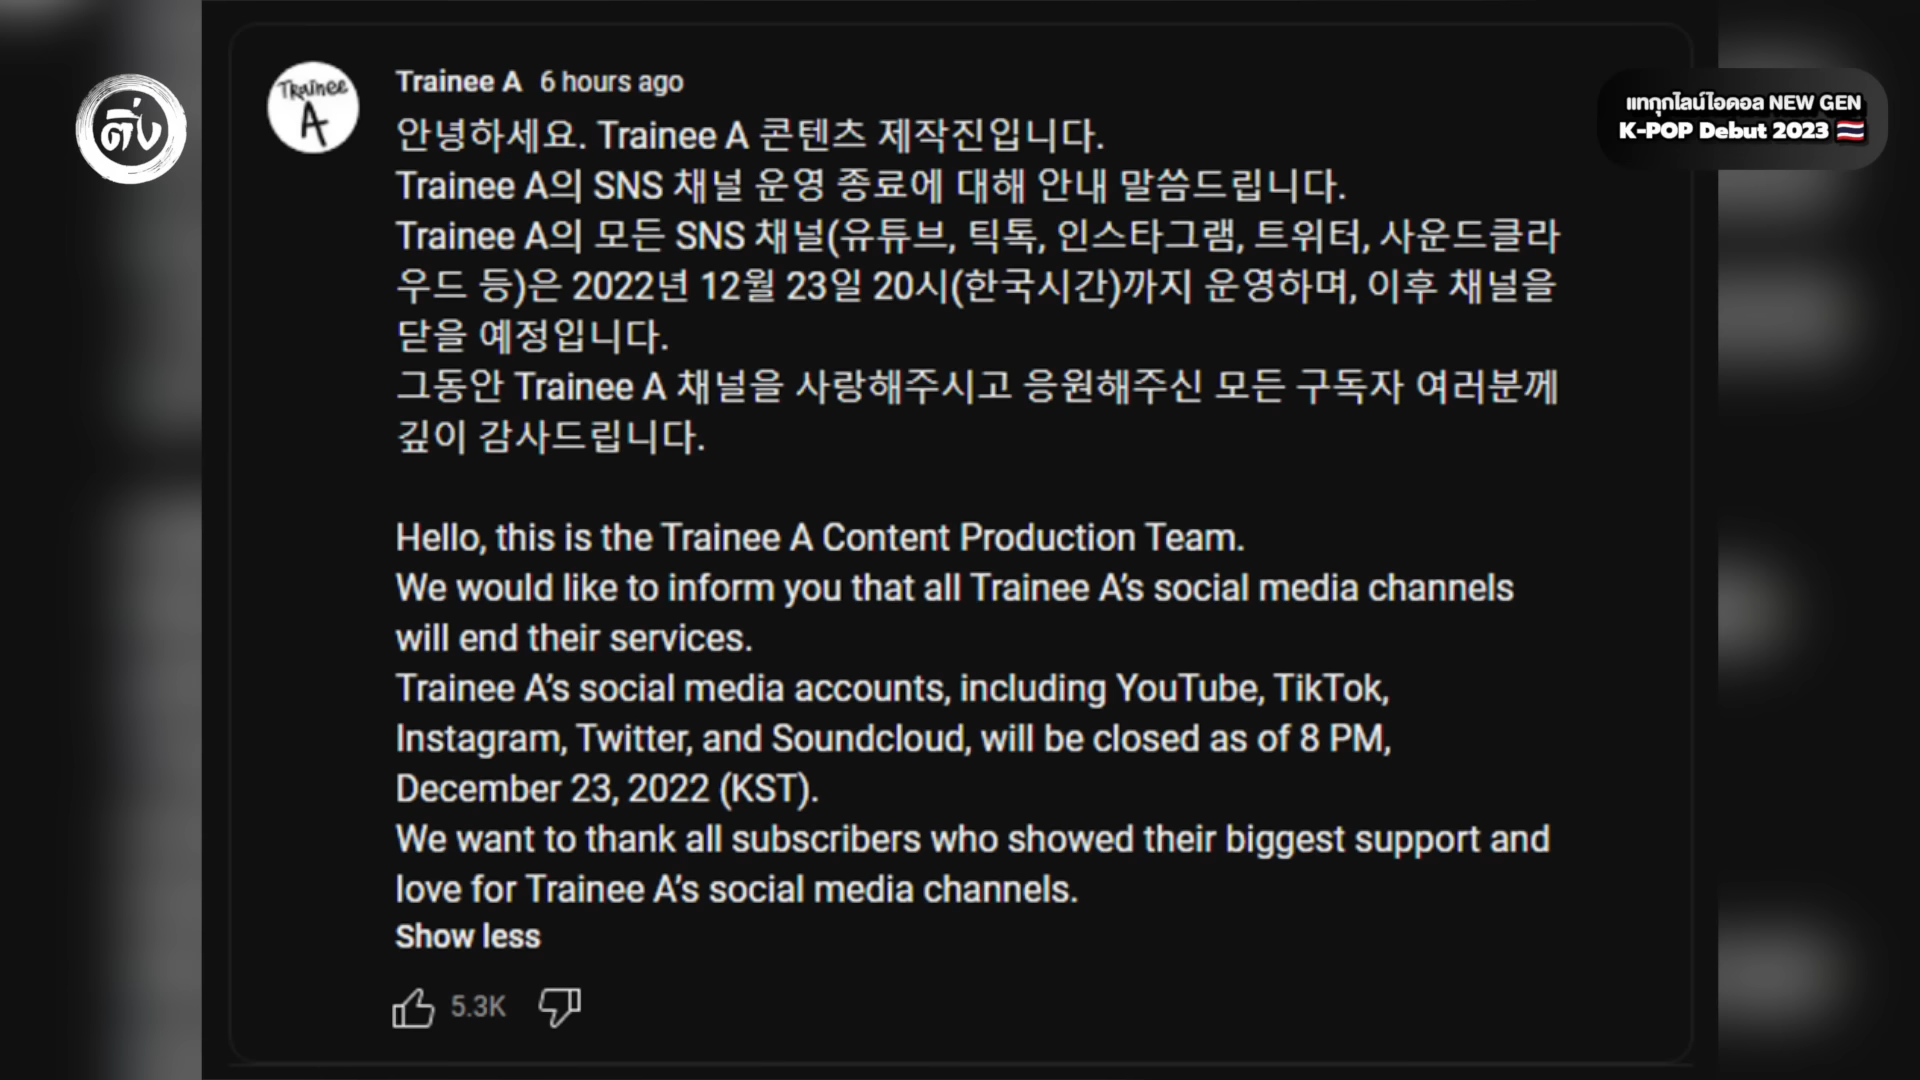 ติ่ง
แทกทุกไลน์ไอดอล NEW GEN
K-POP Debut 2023
Trainee A
Trainee A 6 hours ago
안녕하세요. Trainee A 콘텐츠 제작진입니다.
Trainee A의 SNS 채널 운영 종료에 대해 안내 말씀드립니다.
Trainee A의 모든 SNS 채널(유튜브, 틱톡, 인스타그램, 트위터, 사운드클라
우드 등)은 2022년 12월 23일 20시(한국시간)까지 운영하며, 이후 채널을
닫을 예정입니다.
그동안 Trainee A 채널을 사랑해주시고 응원해주신 모든 구독자 여러분께
깊이 감사드립니다.
Hello, this is the Trainee A Content Production Team.
We would like to inform you that all Trainee A’s social media channels
will end their services.
Trainee A’s social media accounts, including YouTube, TikTok,
Instagram, Twitter, and Soundcloud, will be closed as of 8 PM,
December 23, 2022 (KST).
We want to thank all subscribers who showed their biggest support and
love for Trainee A’s social media channels.
Show less
5.3K